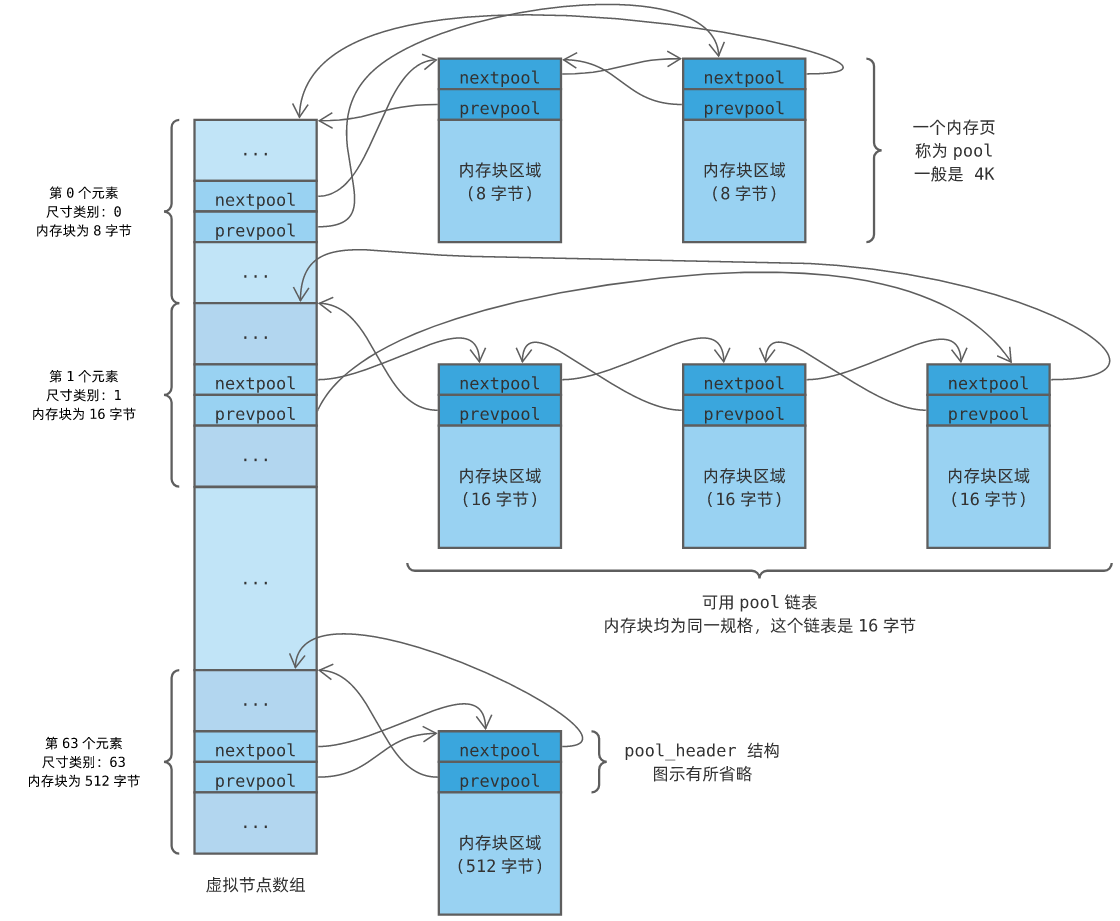 nextpool
prevpool
内存块区域
(8 字节)
nextpool
prevpool
内存块区域
(8 字节)
一个内存页
称为 pool
一般是 4K
第 0 个元素
尺寸类别: 0
内存块为 8 字节
...
nextpool
prevpool
...
第 1 个元素
尺寸类别: 1
内存块为 16 字节
...
nextpool
prevpool
...
nextpool
prevpool
内存块区域
(16 字节)
nextpool
prevpool
内存块区域
(16 字节)
nextpool
prevpool
内存块区域
(16 字节)
...
可用 pool 链表
内存块均为同一规格，这个链表是 16 字节
第 63 个元素
尺寸类别: 63
内存块为 512 字节
...
nextpool
prevpool
...
nextpool
prevpool
内存块区域
(512 字节)
pool_header 结构
图示有所省略
虚拟节点数组